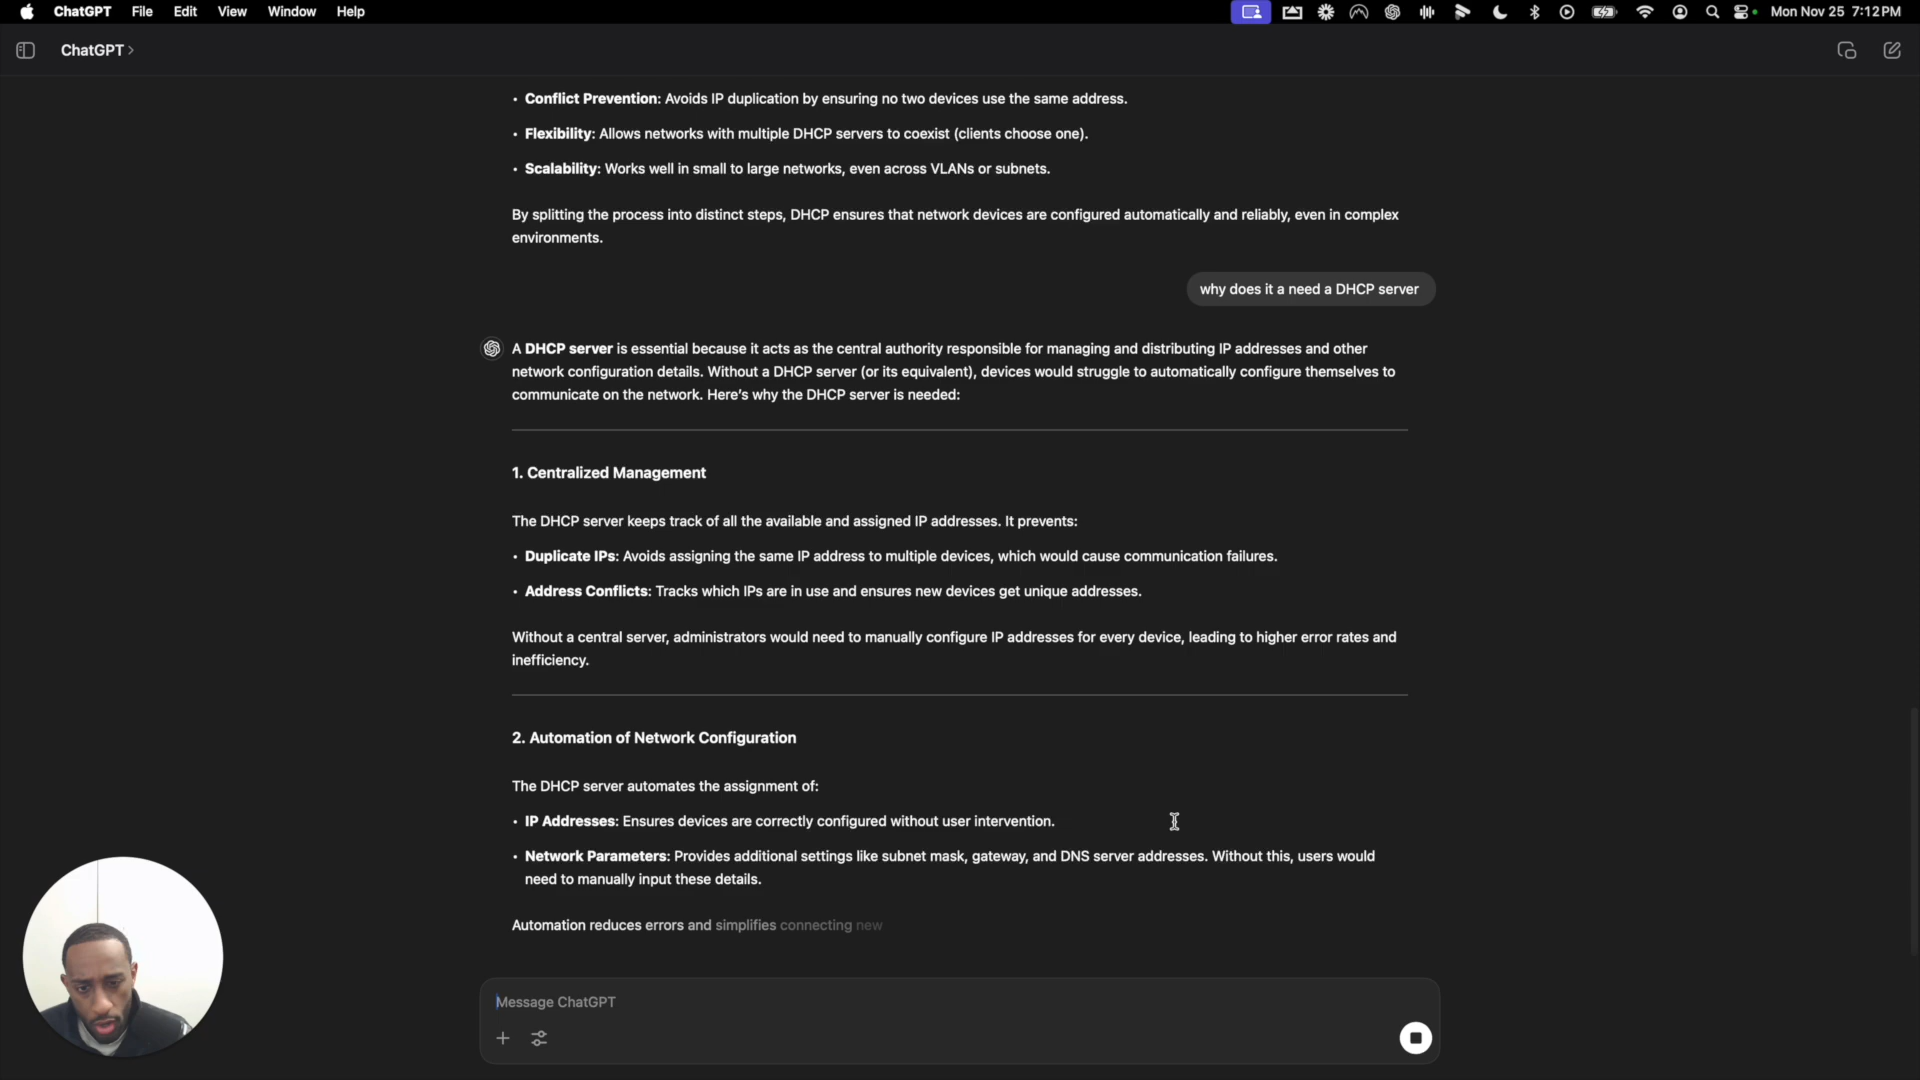 ChatGPT File Edit View Window Help Mon Nov 25 7:12 PM
ChatGPT
• Conflict Prevention: Avoids IP duplication by ensuring no two devices use the same address.
• Flexibility: Allows networks with multiple DHCP servers to coexist (clients choose one).
• Scalability: Works well in small to large networks, even across VLANs or subnets.
By splitting the process into distinct steps, DHCP ensures that network devices are configured automatically and reliably, even in complex
environments.
why does it a need a DHCP server
A DHCP server is essential because it acts as the central authority responsible for managing and distributing IP addresses and other
network configuration details. Without a DHCP server (or its equivalent), devices would struggle to automatically configure themselves to
communicate on the network. Here's why the DHCP server is needed:
1. Centralized Management
The DHCP server keeps track of all the available and assigned IP addresses. It prevents:
• Duplicate IPs: Avoids assigning the same IP address to multiple devices, which would cause communication failures.
• Address Conflicts: Tracks which IPs are in use and ensures new devices get unique addresses.
Without a central server, administrators would need to manually configure IP addresses for every device, leading to higher error rates and
inefficiency.
2. Automation of Network Configuration
The DHCP server automates the assignment of:
• IP Addresses: Ensures devices are correctly configured without user intervention.
• Network Parameters: Provides additional settings like subnet mask, gateway, and DNS server addresses. Without this, users would
need to manually input these details.
Automation reduces errors and simplifies connecting new
Message ChatGPT